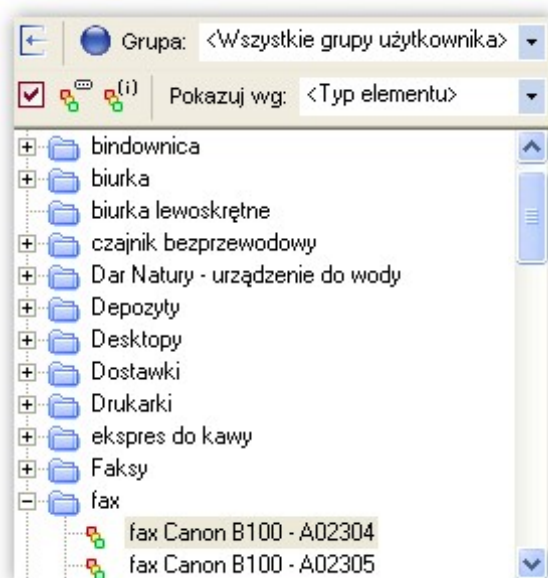 Grupa: <Wszystkie grupy użytkownika>
(i) Pokazuj wg: <Typ elementu>
bindownica
biurka
biurka lewoskrętne
czajnik bezprzewodowy
Dar Natury - urządzenie do wody
Depozyty
Desktopy
Dostawki
Drukarki
ekspres do kawy
Faksy
fax
fax Canon B100 - A02304
fax Canon B100 - A02305